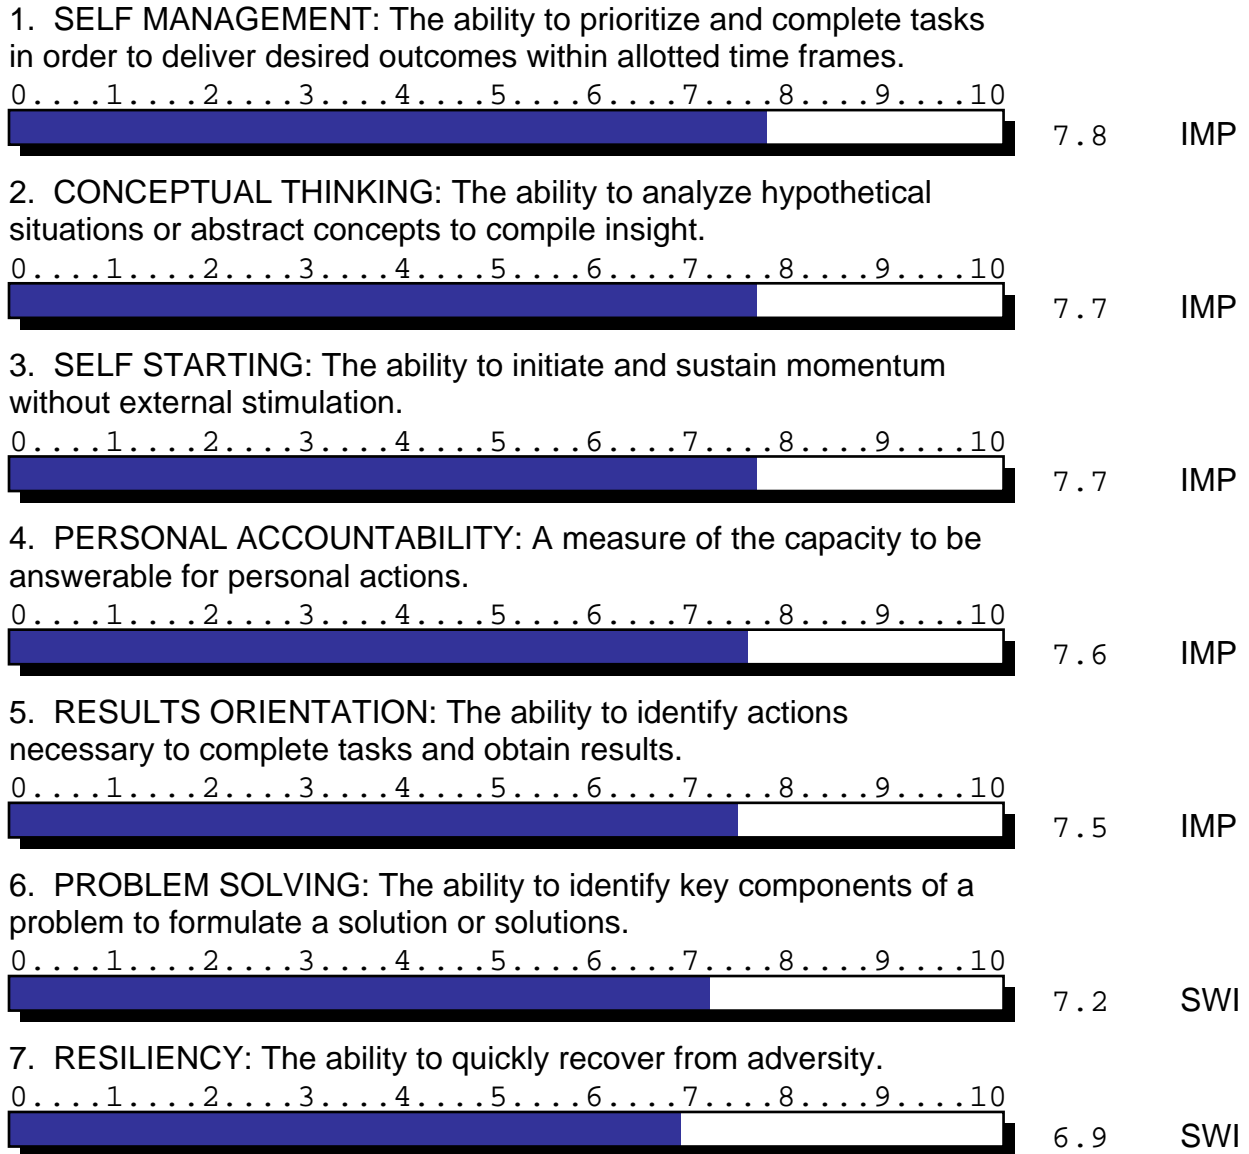 1. SELF MANAGEMENT: The ability to prioritize and complete tasks
in order to deliver desired outcomes within allotted time frames.
0....1....2....3....4....5....6....7....8....9....10
7.8 IMP
2. CONCEPTUAL THINKING: The ability to analyze hypothetical
situations or abstract concepts to compile insight.
0....1....2....3....4....5....6....7....8....9....10
7.7 IMP
3. SELF STARTING: The ability to initiate and sustain momentum
without external stimulation.
0....1....2....3....4....5....6....7....8....9....10
7.7 IMP
4. PERSONAL ACCOUNTABILITY: A measure of the capacity to be
answerable for personal actions.
0....1....2....3....4....5....6....7....8....9....10
7.6 IMP
5. RESULTS ORIENTATION: The ability to identify actions
necessary to complete tasks and obtain results.
0....1....2....3....4....5....6....7....8....9....10
7.5 IMP
6. PROBLEM SOLVING: The ability to identify key components of a
problem to formulate a solution or solutions.
0....1....2....3....4....5....6....7....8....9....10
7.2 SWI
7. RESILIENCY: The ability to quickly recover from adversity.
0....1....2....3....4....5....6....7....8....9....10
6.9 SWI